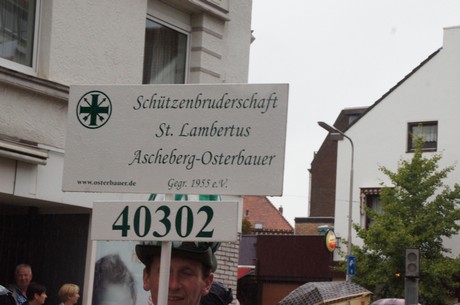 Schützenbruderschaft
St. Lambertus
Ascheberg-Osterbauer
www.osterbauer.de
Gegr. 1955 e.V.
40302